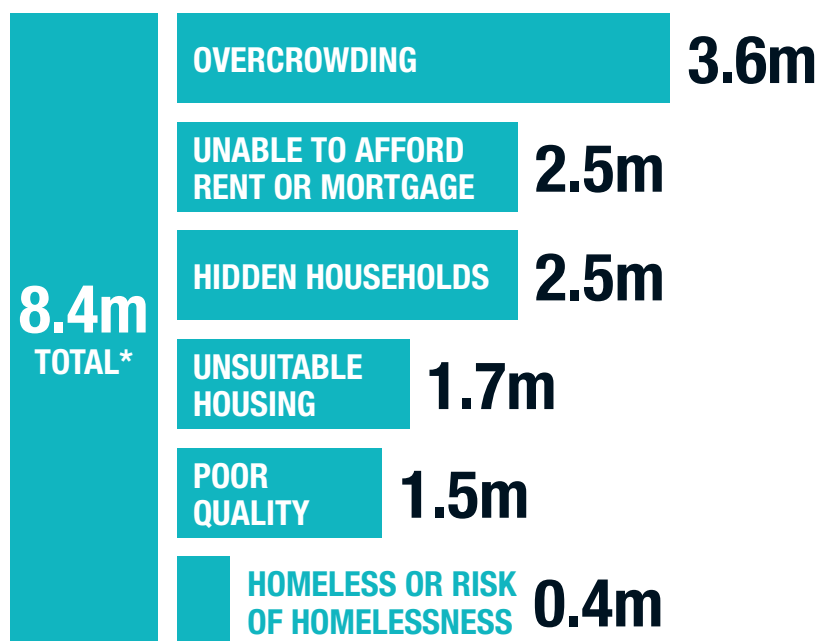 8.4m
TOTAL*
OVERCROWDING
3.6m
UNABLE TO AFFORD
RENT OR MORTGAGE
2.5m
HIDDEN HOUSEHOLDS
2.5m
UNSUITABLE
HOUSING
1.7m
POOR
QUALITY
1.5m
HOMELESS OR RISK
OF HOMELESSNESS
0.4m